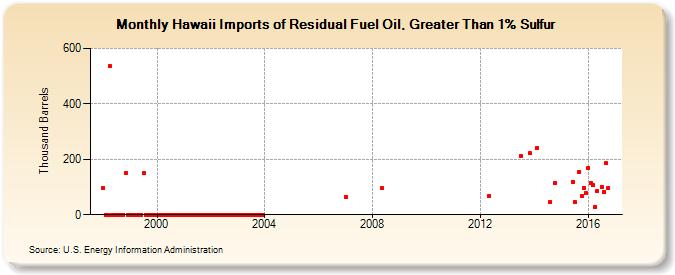 Monthly Hawaii Imports of Residual Fuel Oil, Greater Than 1% Sulfur
Thousand Barrels
600
400
200
0
2000 2004 2008 2012 2016
Source: U.S. Energy Information Administration